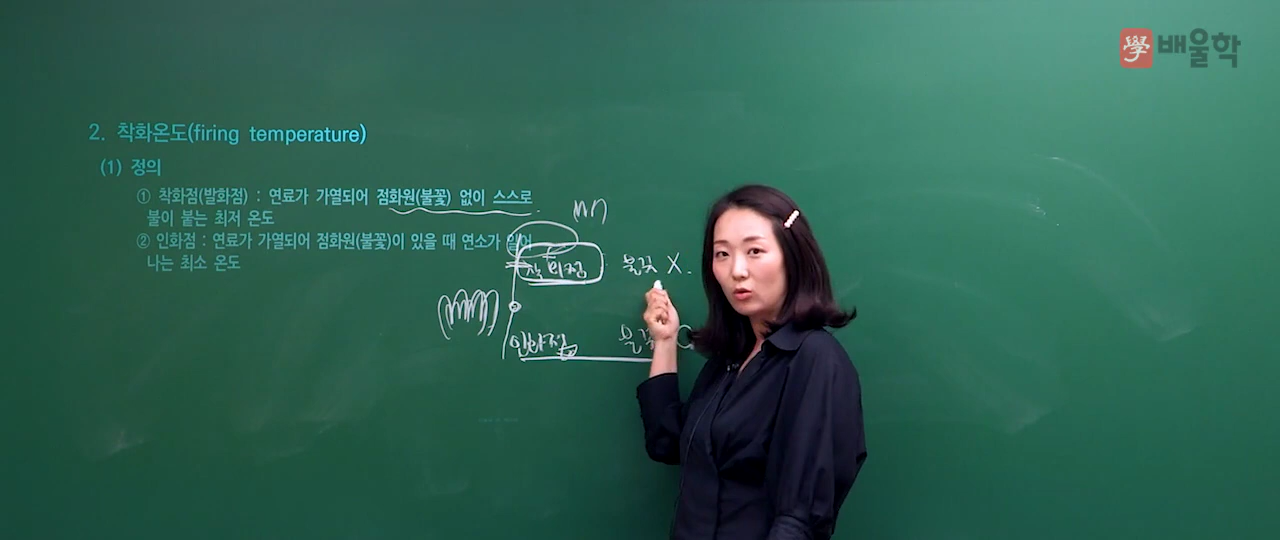 學 배울학
2. 착화온도(firing temperature)
(1) 정의
① 착화점(발화점) : 연료가 가열되어 점화원(불꽃) 없이 스스로
불이 붙는 최저 온도
② 인화점 : 연료가 가열되어 점화원(불꽃)이 있을 때 연소가 일어
나는 최소 온도
착화점 불꽃 X.
인화점 불꽃